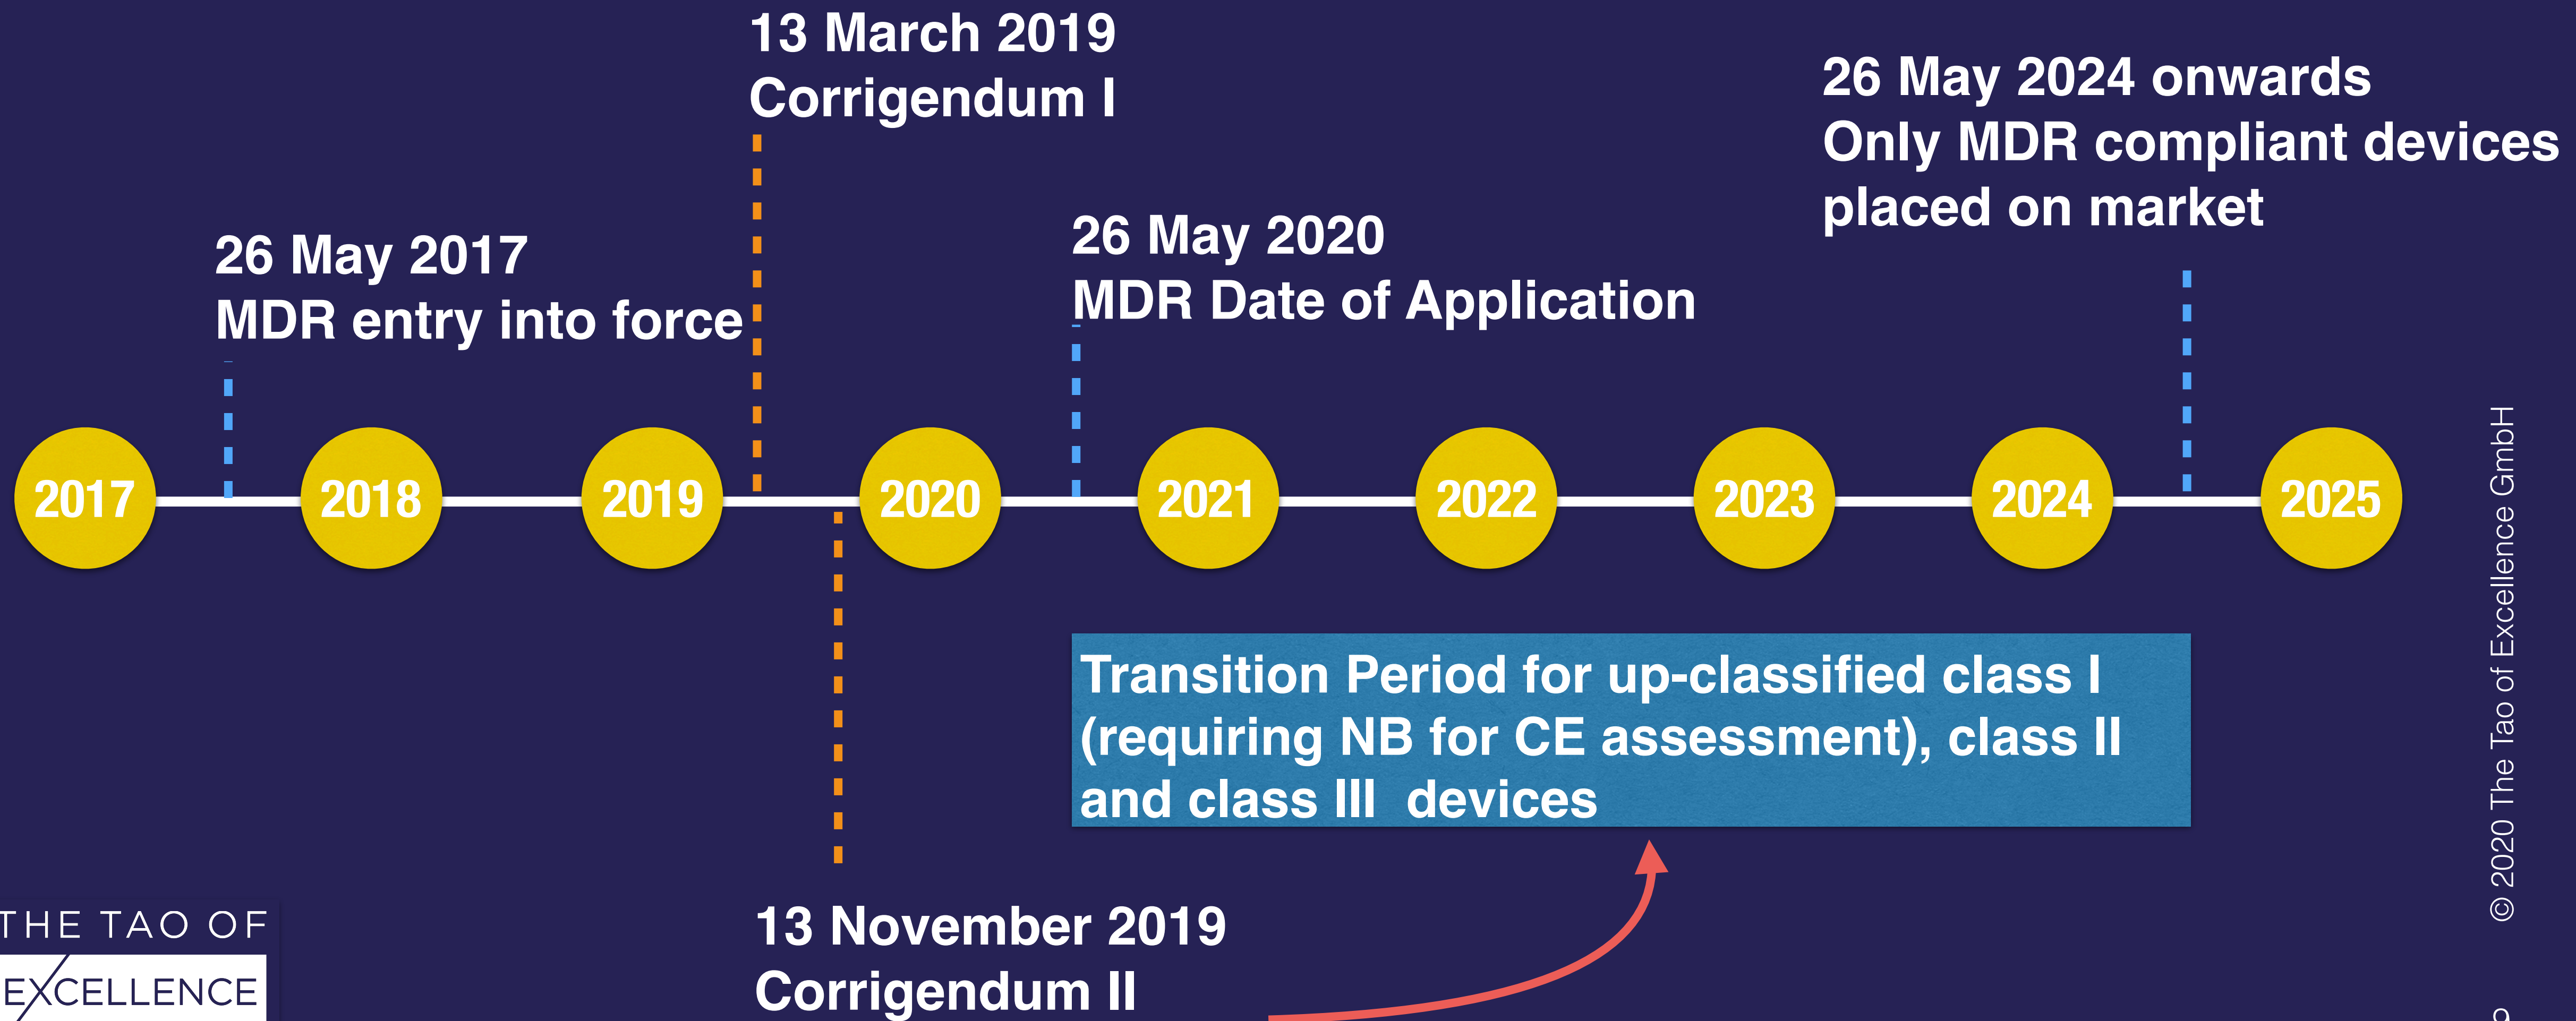 13 March 2019
Corrigendum I
26 May 2024 onwards
Only MDR compliant devices
placed on market
26 May 2017
MDR entry into force
26 May 2020
MDR Date of Application
2017
2018
2019
2020
2021
2022
2023
2024
2025
Transition Period for up-classified class I
(requiring NB for CE assessment), class II
and class III devices
13 November 2019
Corrigendum II
THE TAO OF
EXCELLENCE
© 2020 The Tao of Excellence GmbH